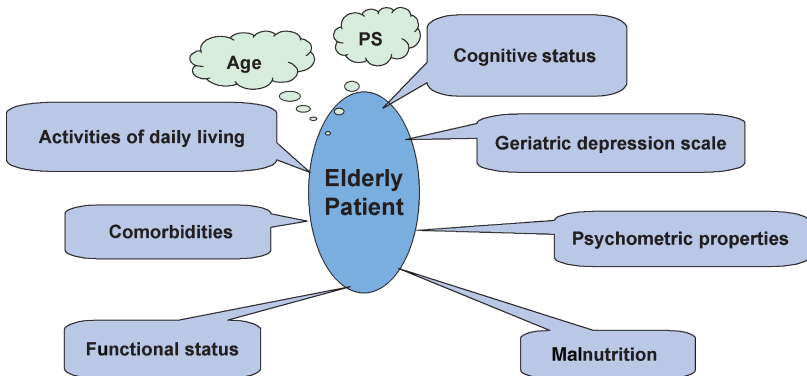 PS
Age
Cognitive status
Activities of daily living
Geriatric depression scale
Elderly
Patient
Comorbidities
Psychometric properties
Functional status
Malnutrition